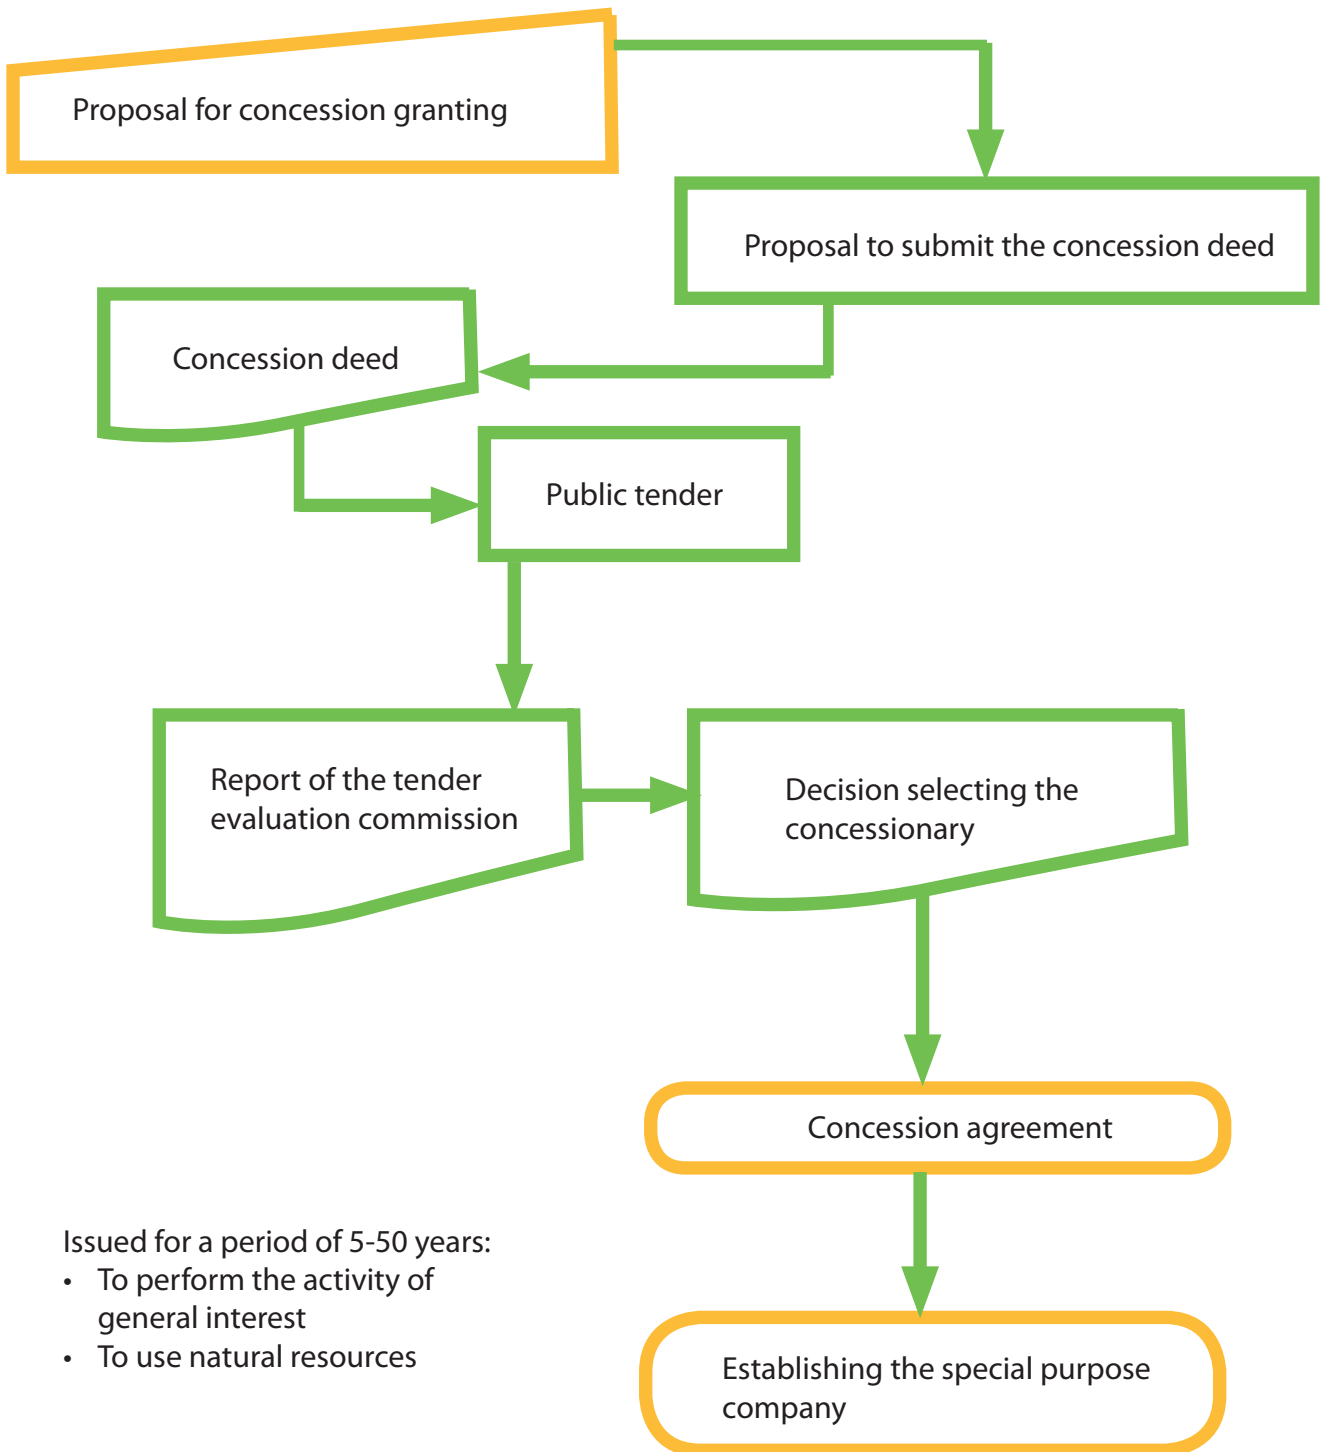 Proposal for concession granting
Proposal to submit the concession deed
Concession deed
Public tender
Report of the tender
evaluation commission
Decision selecting the
concessionary
Concession agreement
Issued for a period of 5-50 years:
• To perform the activity of
general interest
• To use natural resources
Establishing the special purpose
company